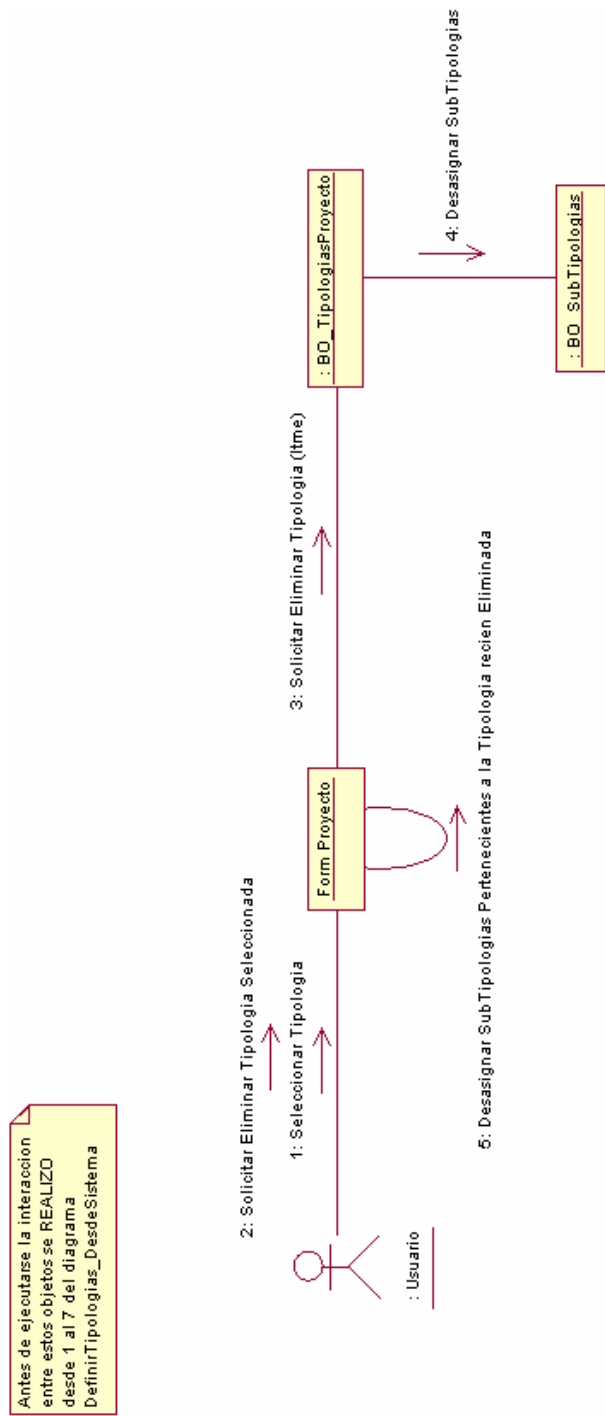 Antes de ejecutarse la interaccion
entre estos objetos se REALIZO
desde 1 al 7 del diagrama
DefinirTipologias_DesdeSistema
2: Solicitar Eliminar Tipologia Seleccionada
1: Seleccionar Tipologia
: Usuario
Form Proyecto
5: Desasignar SubTipologias Pertenecientes a la Tipologia recien Eliminada
3: Solicitar Eliminar Tipologia (Itme)
: BO_TipologiasProyecto
4: Desasignar SubTipologias
: BO_SubTipologias